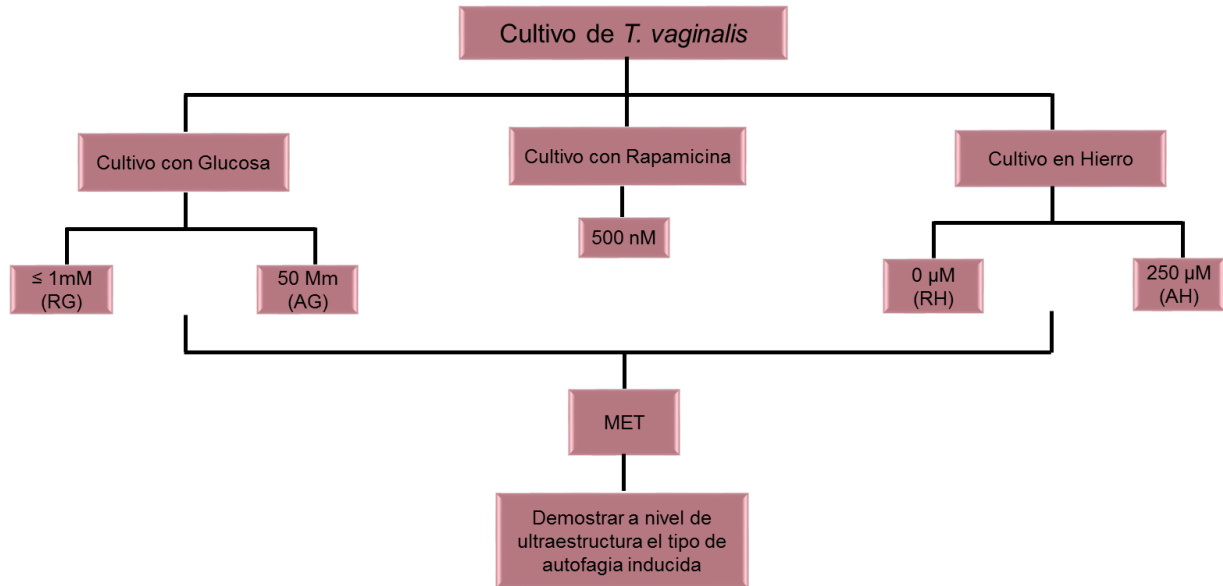 Cultivo de T. vaginalis
Cultivo con Glucosa
Cultivo con Rapamicina
Cultivo en Hierro
≤ 1mM
(RG)
50 Mm
(AG)
500 nM
0 µM
(RH)
250 µM
(AH)
MET
Demostrar a nivel de
ultraestructura el tipo de
autofagia inducida